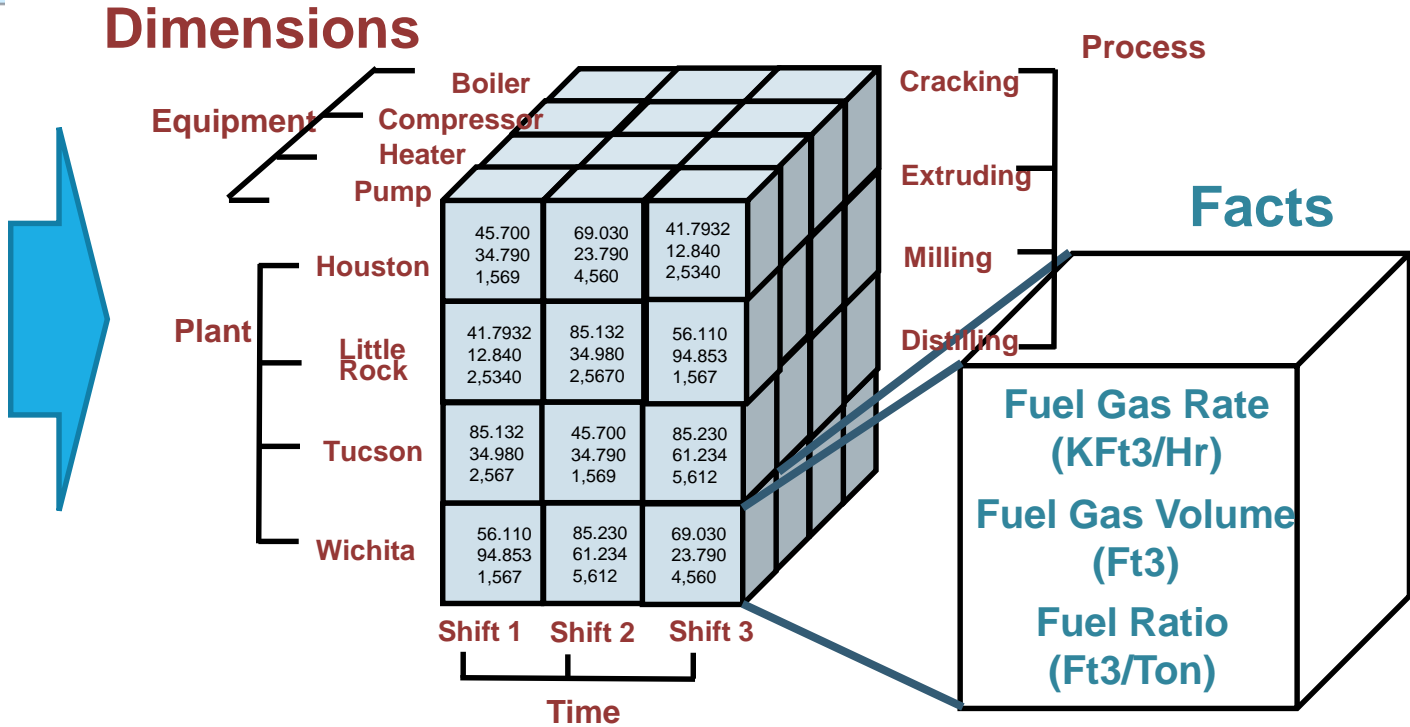 Dimensions
Process
Equipment
Boiler
Compressor
Heater
Pump
Cracking
Extruding
Milling
Distilling
Facts
Plant
Houston
Little
Rock
Tucson
Wichita
45.700
34.790
1,569
69.030
23.790
4,560
41.7932
12.840
2,5340
41.7932
12.840
2,5340
85.132
34.980
2,5670
56.110
94.853
1,567
85.132
34.980
2,567
45.700
34.790
1,569
85.230
61.234
5,612
56.110
94.853
1,567
85.230
61.234
5,612
69.030
23.790
4,560
Shift 1
Shift 2
Shift 3
Time
Fuel Gas Rate
(KFt3/Hr)
Fuel Gas Volume
(Ft3)
Fuel Ratio
(Ft3/Ton)